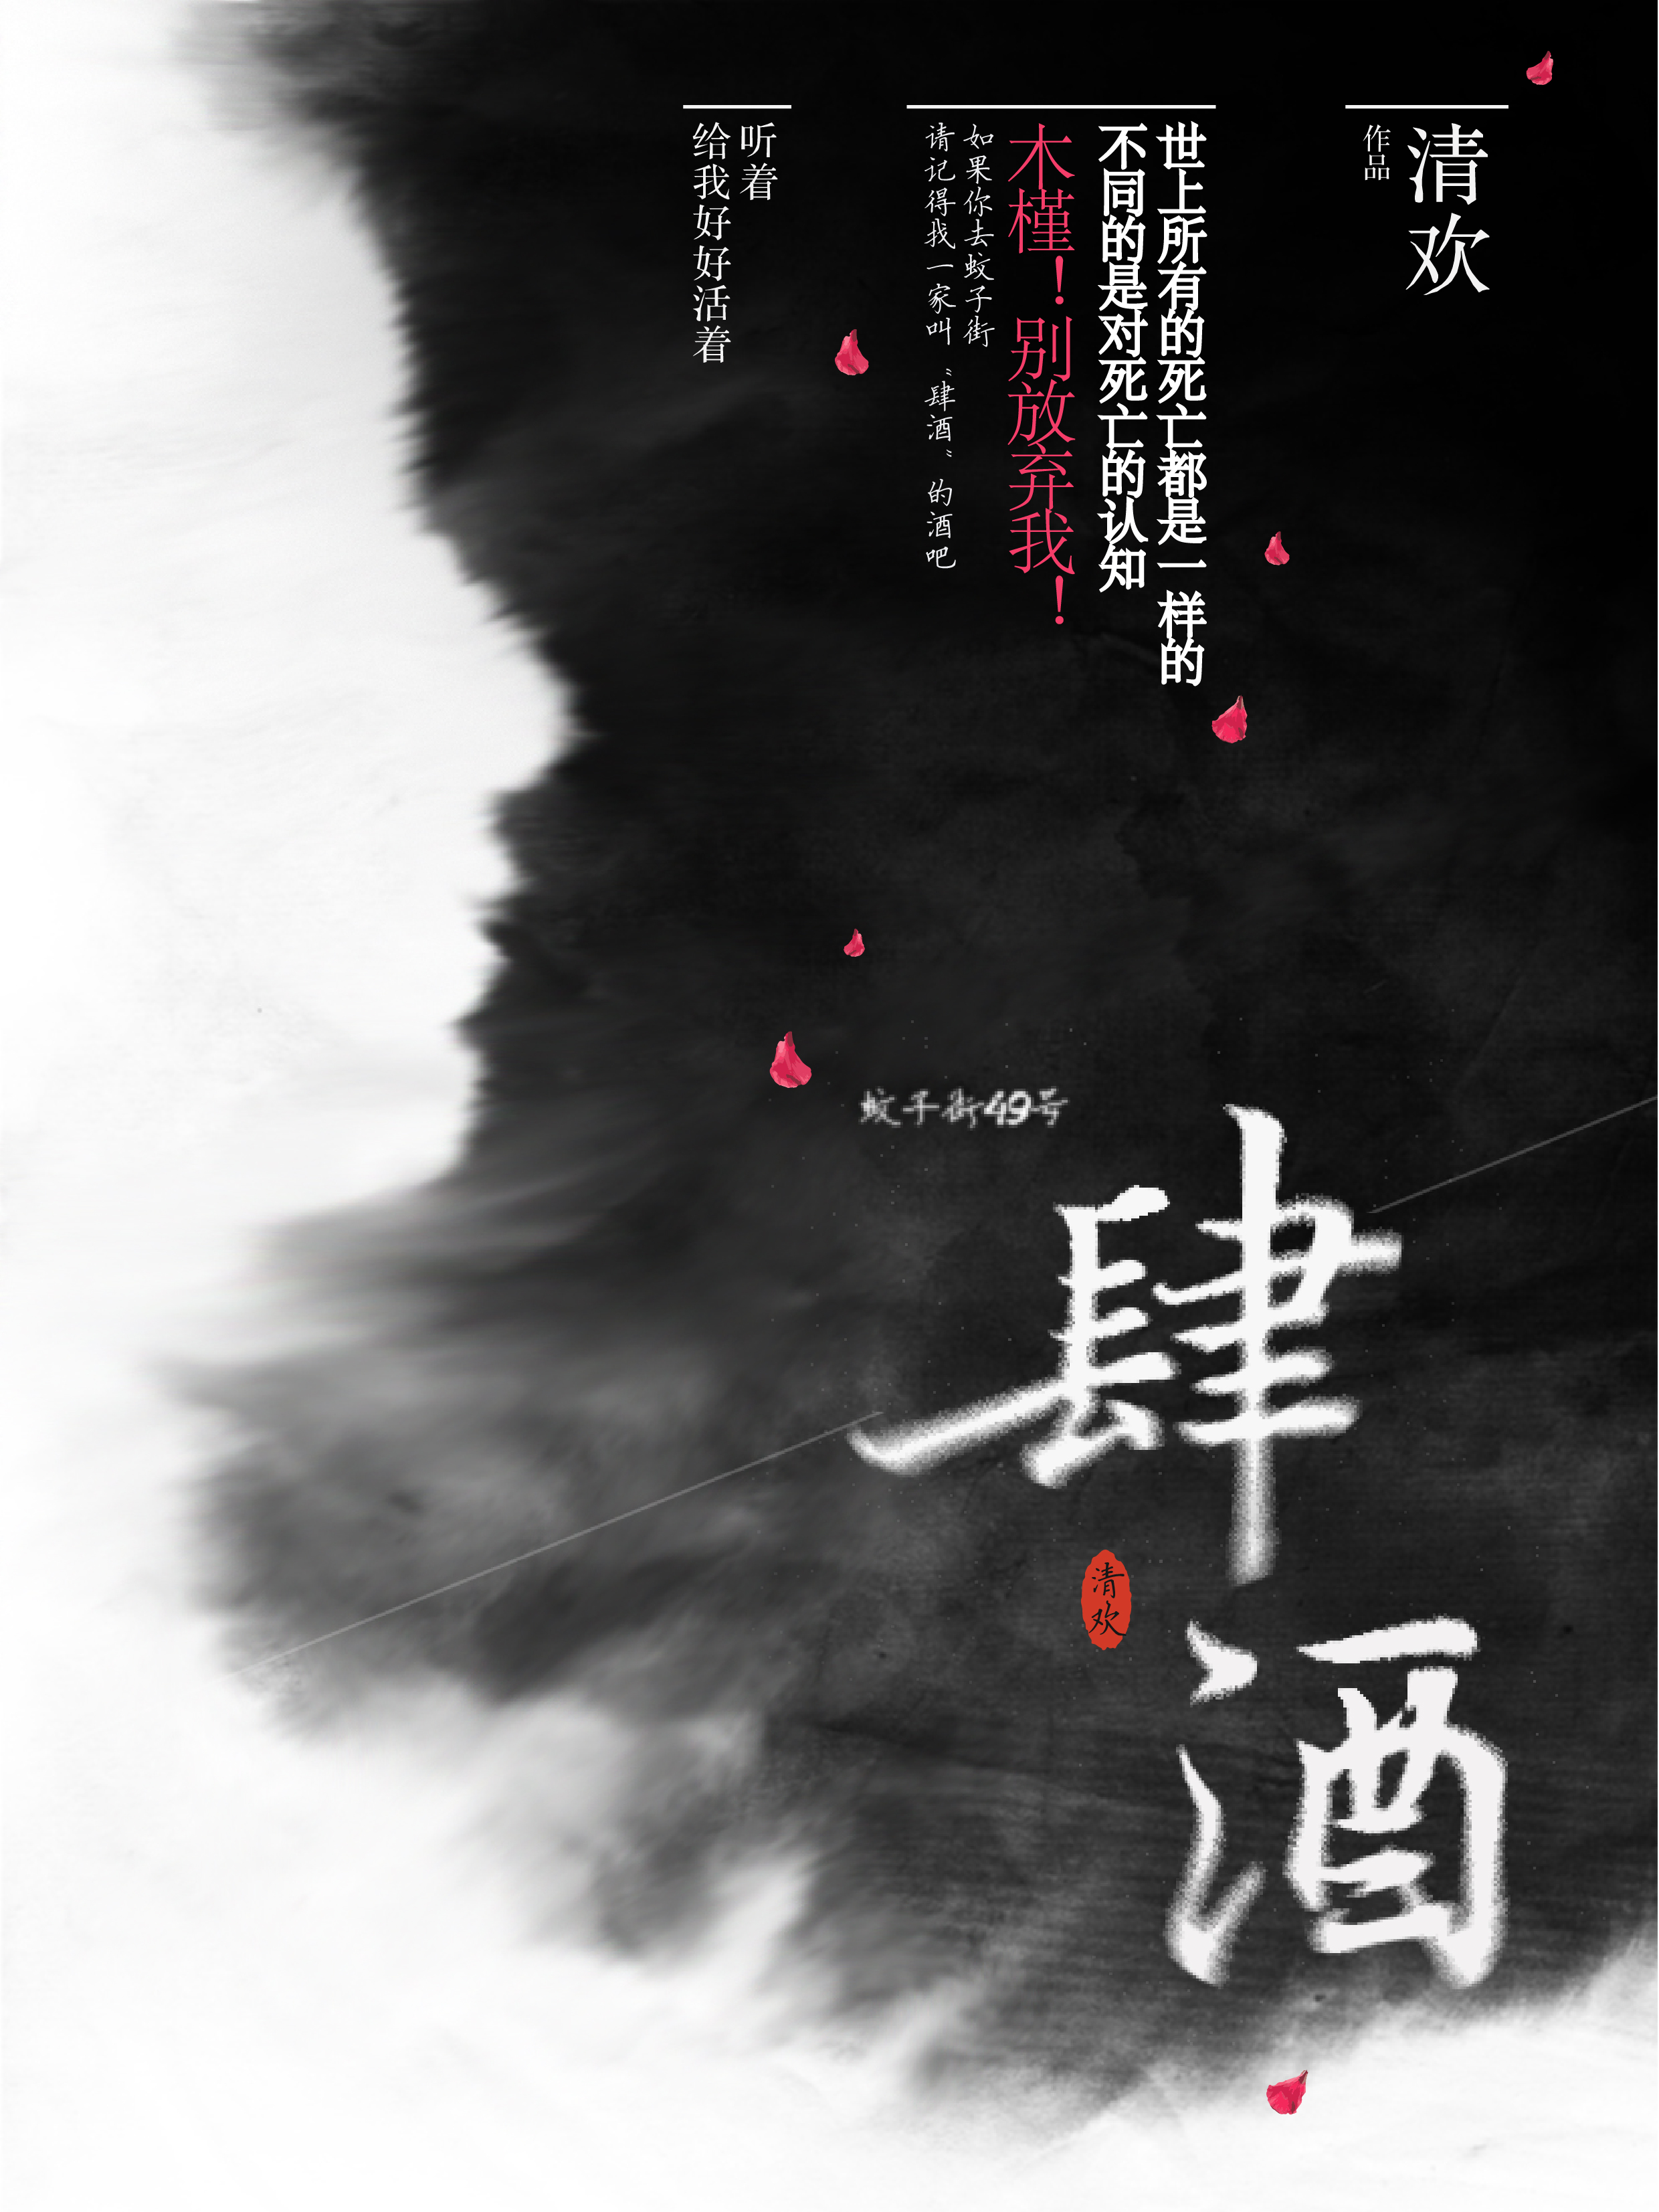 清欢
作品
世上所有的死亡都是一样的
不同的是对死亡的认知
木槿！别放弃我！
如果你去蚊子街
请记得找一家叫“肆酒”的酒吧
听着
给我好好活着
蚊子街49号
肆酒
清欢